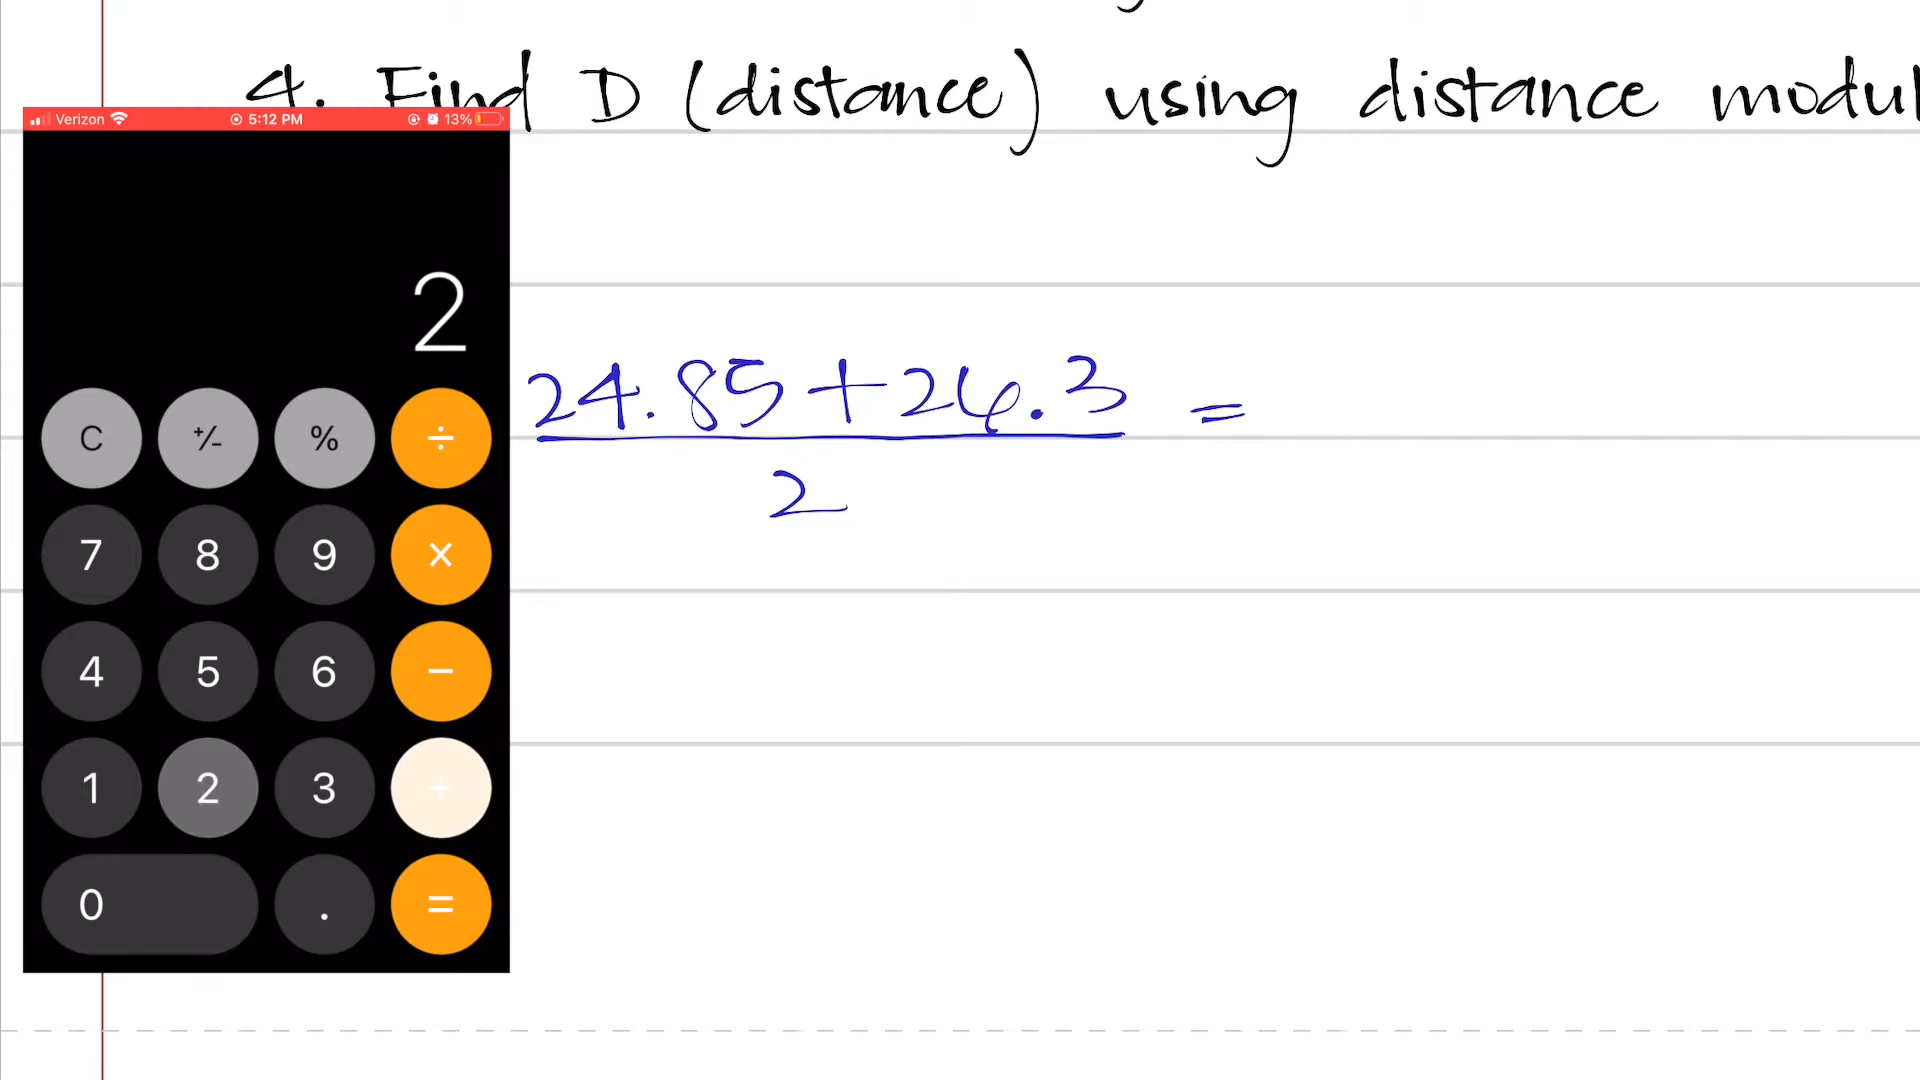 4. Find D (distance) using distance modul
Verizon 5:12 PM 13%
2
24.85 + 26.3 =
2
C +/- % ÷
7 8 9 ×
4 5 6 −
1 2 3 +
0 . =